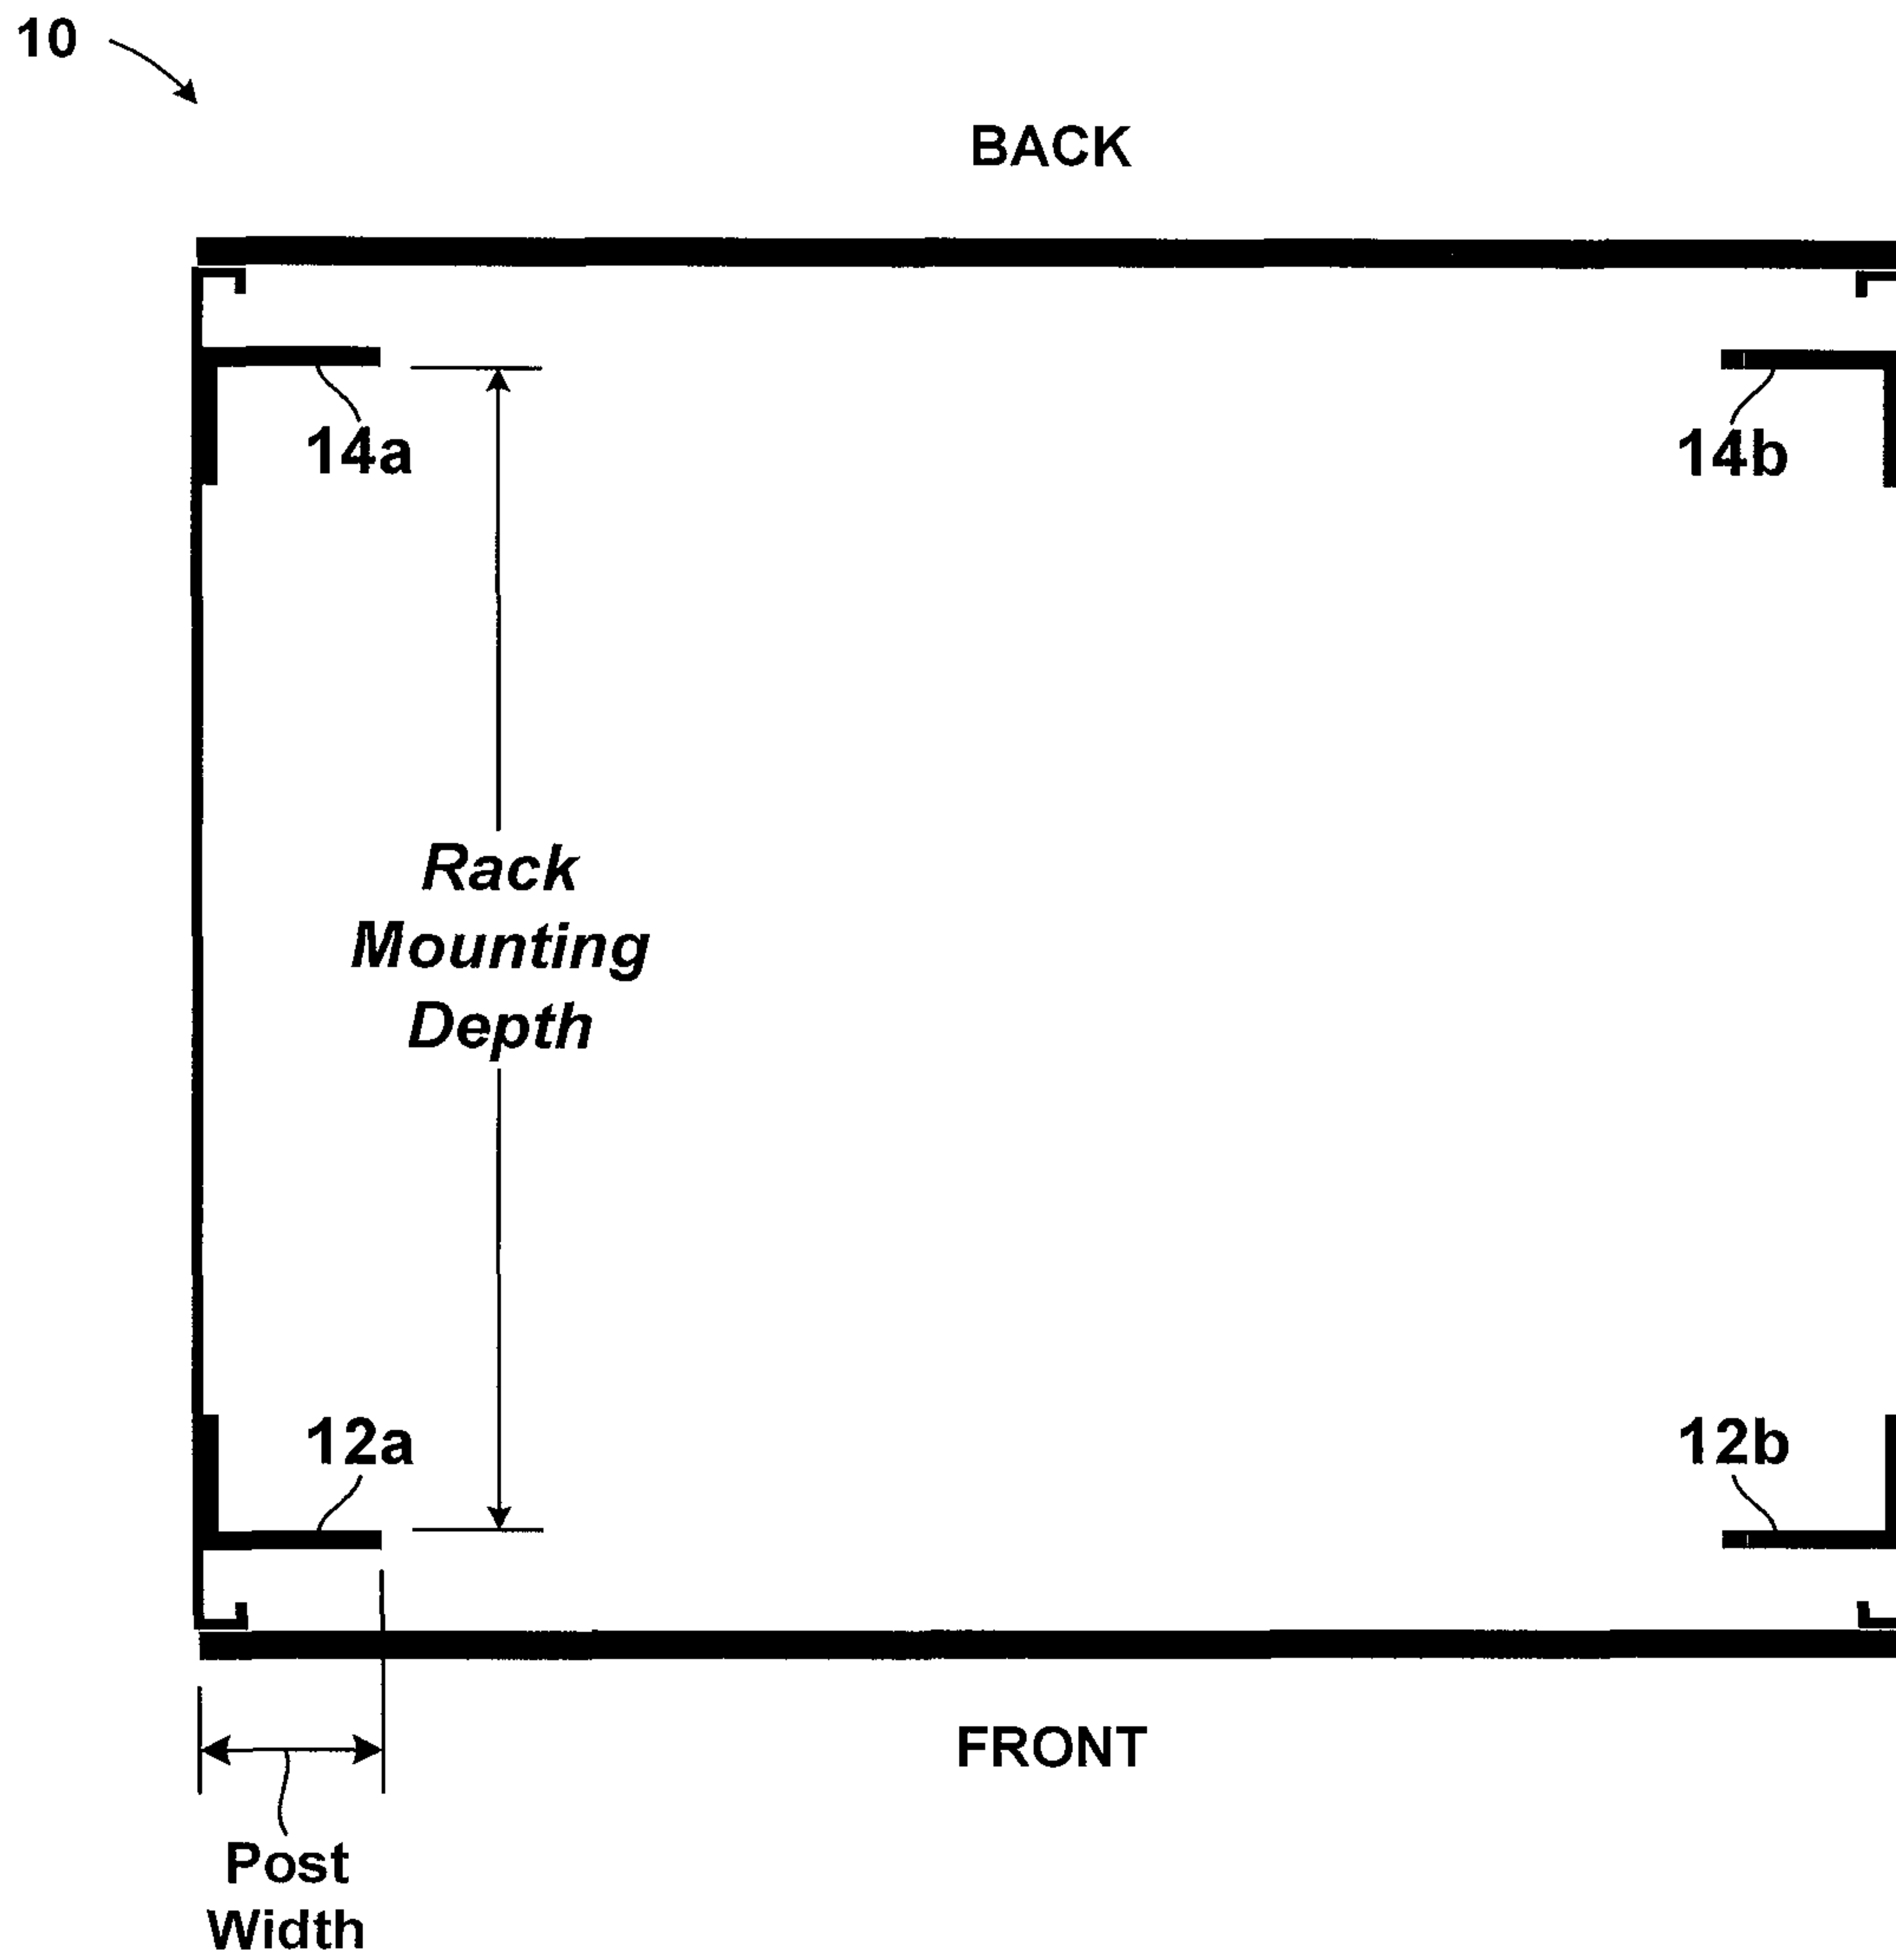 10
BACK
14a
14b
Rack
Mounting
Depth
12a
12b
FRONT
Post
Width